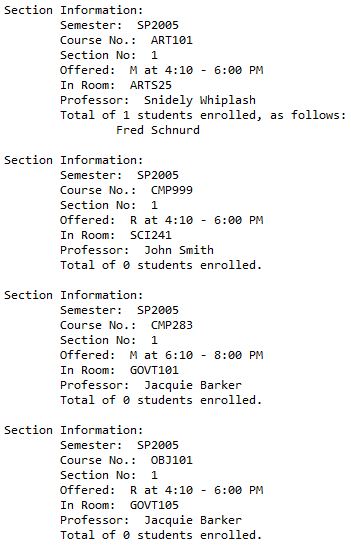 Section Information:
Semester:  SP2005
Course No.:  ART101
Section No:  1
Offered:  M at 4:10 - 6:00 PM
In Room:  ARTS25
Professor:  Snidely Whiplash
Total of 1 students enrolled, as follows:
Fred Schnurd
Section Information:
Semester:  SP2005
Course No.:  CMP999
Section No:  1
Offered:  R at 4:10 - 6:00 PM
In Room:  SCI241
Professor:  John Smith
Total of 0 students enrolled.
Section Information:
Semester:  SP2005
Course No.:  CMP283
Section No:  1
Offered:  M at 6:10 - 8:00 PM
In Room:  GOVT101
Professor:  Jacquie Barker
Total of 0 students enrolled.
Section Information:
Semester:  SP2005
Course No.:  OBJ101
Section No:  1
Offered:  R at 4:10 - 6:00 PM
In Room:  GOVT105
Professor:  Jacquie Barker
Total of 0 students enrolled.